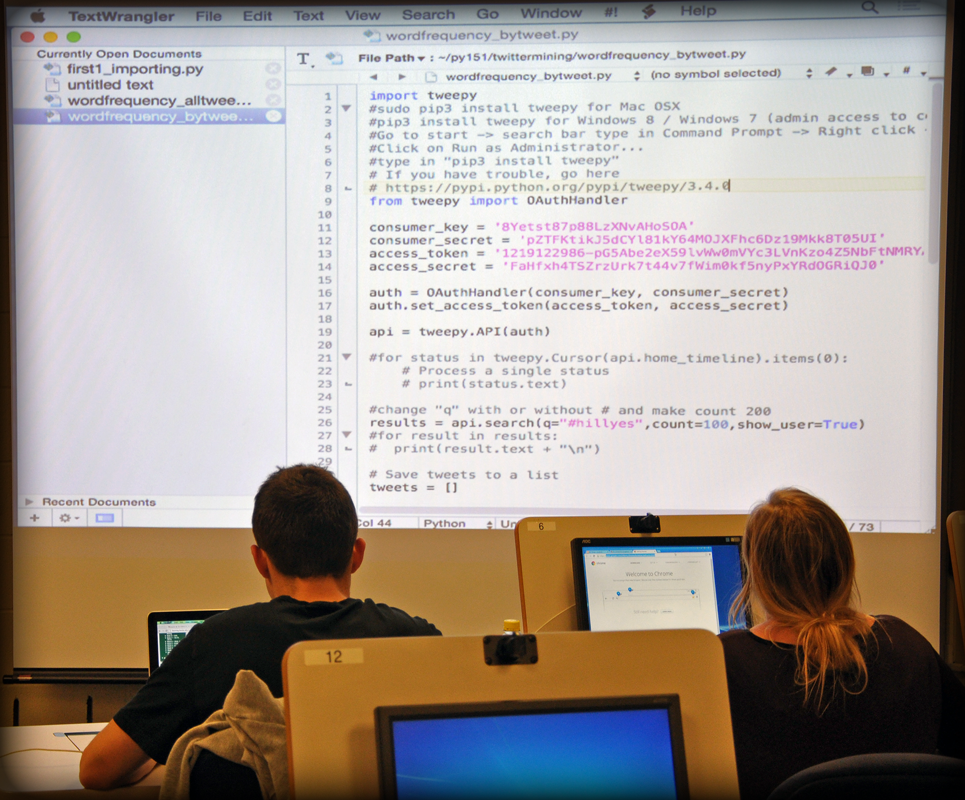 TextWrangler File Edit Text View Search Go Window #! Help
wordfrequency_bytweet.py
Currently Open Documents
first1_importing.py
untitled text
wordfrequency_alltwee...
wordfrequency_bytwee...
Recent Documents
File Path : ~/py151/twittermining/wordfrequency_bytweet.py
wordfrequency_bytweet.py (no symbol selected) #
1 import tweepy
2 #sudo pip3 install tweepy for Mac OSX
3 #pip3 install tweepy for Windows 8 / Windows 7 (admin access to
4 #Go to start -> search bar type in Command Prompt -> Right click -
5 #Click on Run as Administrator...
6 #type in "pip3 install tweepy"
7 # If you have trouble, go here
8 # https://pypi.python.org/pypi/tweepy/3.4.0
9 from tweepy import OAuthHandler
10
11 consumer_key =
12 consumer_secret =
13 access_token =
14 access_secret =
15
16 auth = OAuthHandler(consumer_key, consumer_secret)
17 auth.set_access_token(access_token, access_secret)
18
19 api = tweepy.API(auth)
20
21 #for status in tweepy.Cursor(api.home_timeline).items(0):
22 # Process a single status
23 # print(status.text)
24
25 #change "q" with or without # and make count 200
26 results = api.search(q="#hillyes",count=100,show_user=True)
27 #for result in results:
28 # print(result.text + "\n")
29
# Save tweets to a list
tweets = []
Col 44 Python Un / 73
6
Welcome to Chrome
12